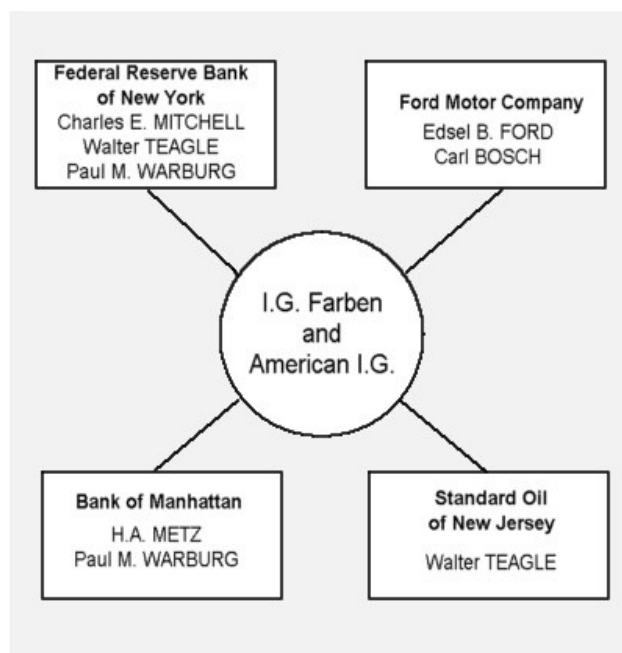 Federal Reserve Bank
of New York
Charles E. MITCHELL
Walter TEAGLE
Paul M. WARBURG
Ford Motor Company
Edsel B. FORD
Carl BOSCH
I.G. Farben
and
American I.G.
Bank of Manhattan
H.A. METZ
Paul M. WARBURG
Standard Oil
of New Jersey
Walter TEAGLE